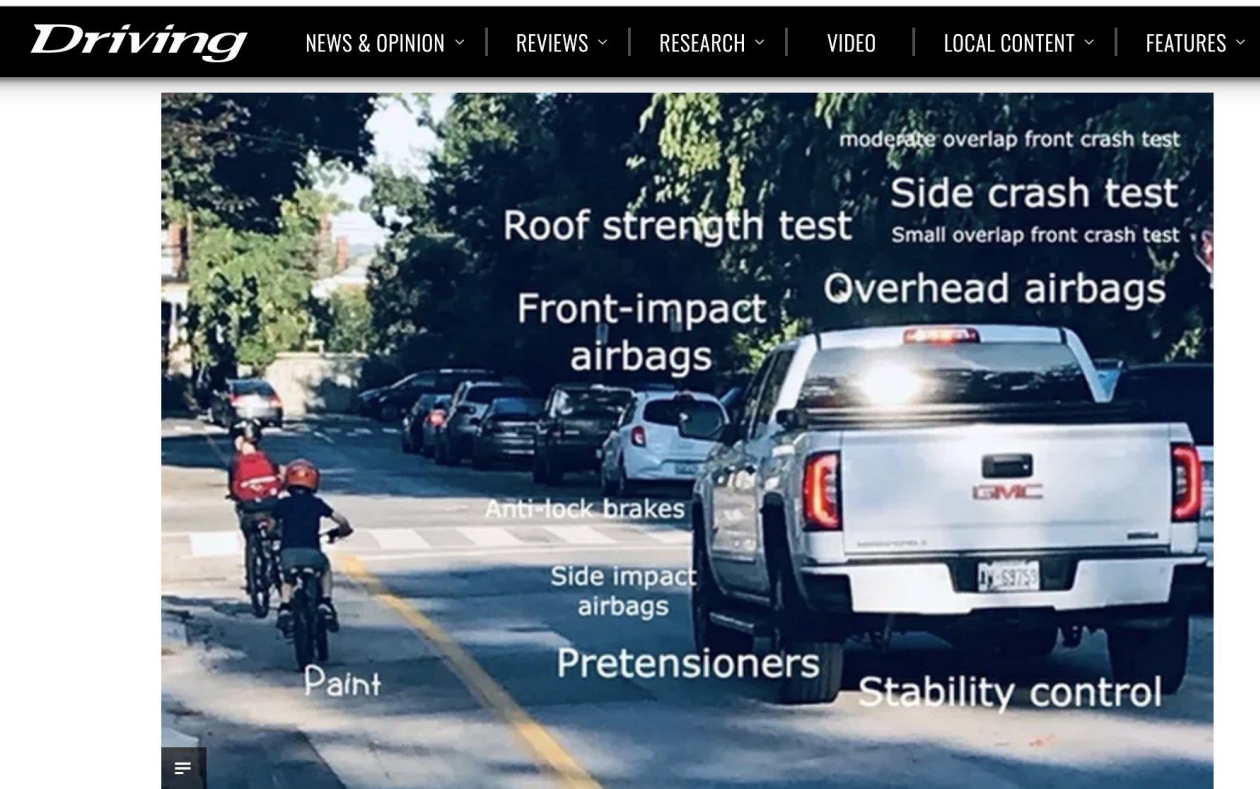 Driving
NEWS & OPINION
REVIEWS
RESEARCH
VIDEO
LOCAL CONTENT
FEATURES
moderate overlap front crash test
Side crash test
Roof strength test
Small overlap front crash test
Overhead airbags
Front-impact
airbags
GMC
Anti-lock brakes
Side impact
airbags
Pretensioners
Paint
Stability control